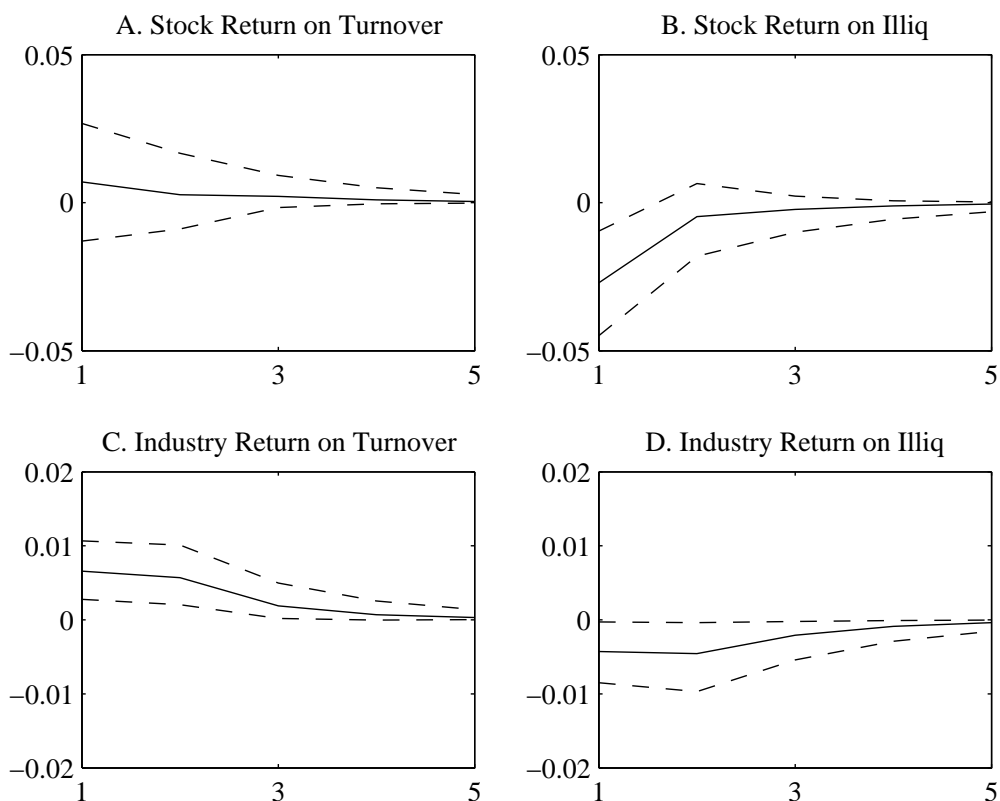 A. Stock Return on Turnover
0.05
0
−0.05
1 3 5
B. Stock Return on Illiq
0.05
0
−0.05
1 3 5
C. Industry Return on Turnover
0.02
0.01
0
−0.01
−0.02
1 3 5
D. Industry Return on Illiq
0.02
0.01
0
−0.01
−0.02
1 3 5